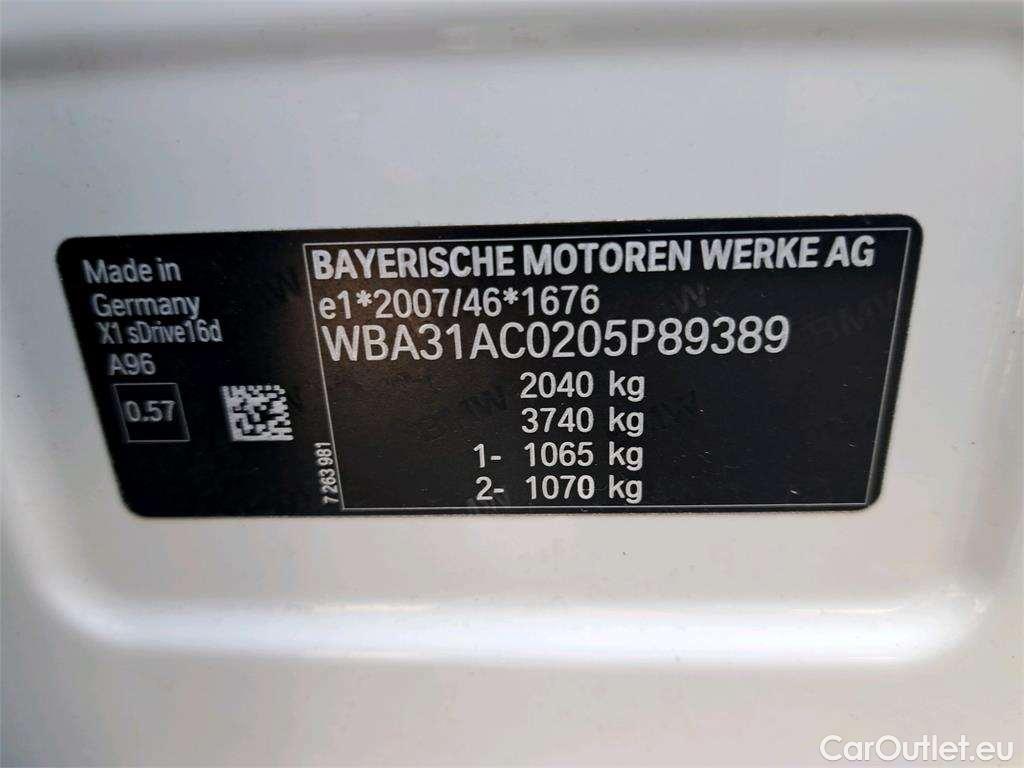 Made in
Germany
X1 sDrive16d
A96
0.57
7 263 981
BAYERISCHE MOTOREN WERKE AG
e1*2007/46*1676
WBA31AC0205P89389
2040 kg
3740 kg
1- 1065 kg
2- 1070 kg
CarOutlet.eu